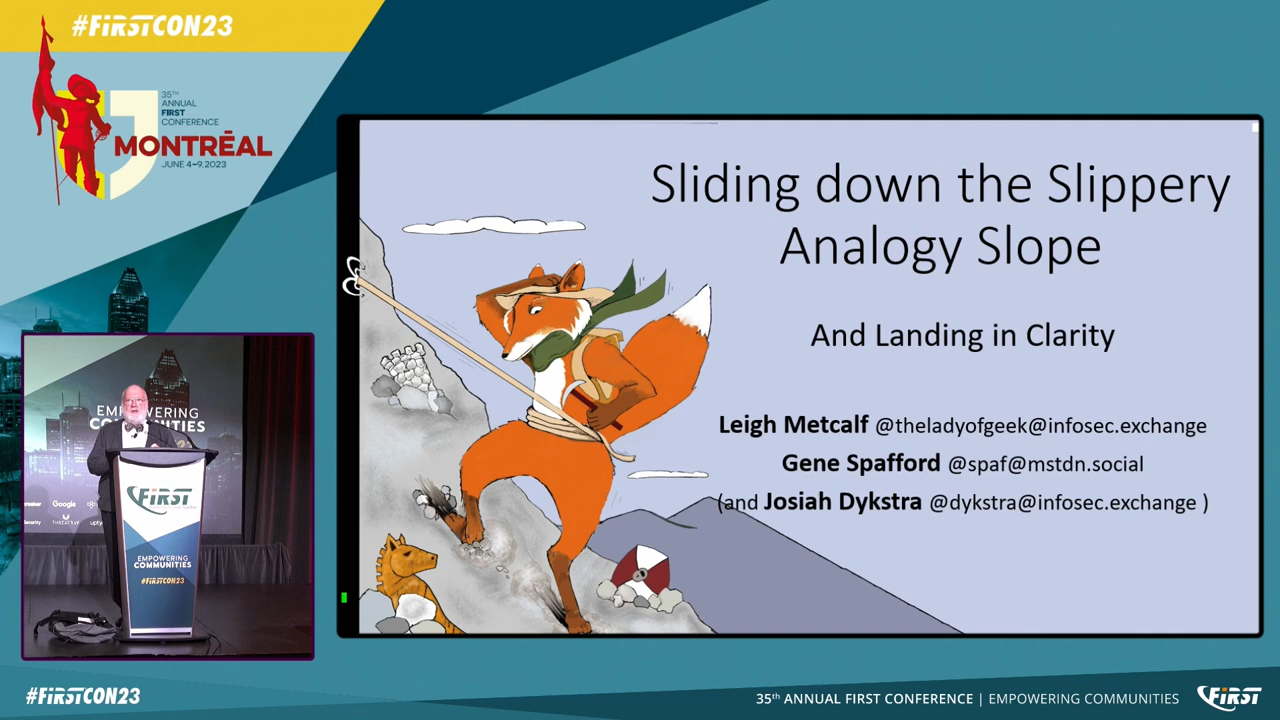 #FiRSTCON23
35TH
ANNUAL
FIRST
CONFERENCE
MONTRĒAL
JUNE 4–9,2023
Sliding down the Slippery
Analogy Slope
And Landing in Clarity
Leigh Metcalf @theladyofgeek@infosec.exchange
Gene Spafford @spaf@mstdn.social
(and Josiah Dykstra @dykstra@infosec.exchange )
EMPOWERING
COMMUNITIES
Google
THREATRAY
FiRST
EMPOWERING
COMMUNITIES
#FiRSTCON23
#FiRSTCON23
35th ANNUAL FIRST CONFERENCE | EMPOWERING COMMUNITIES
FiRST